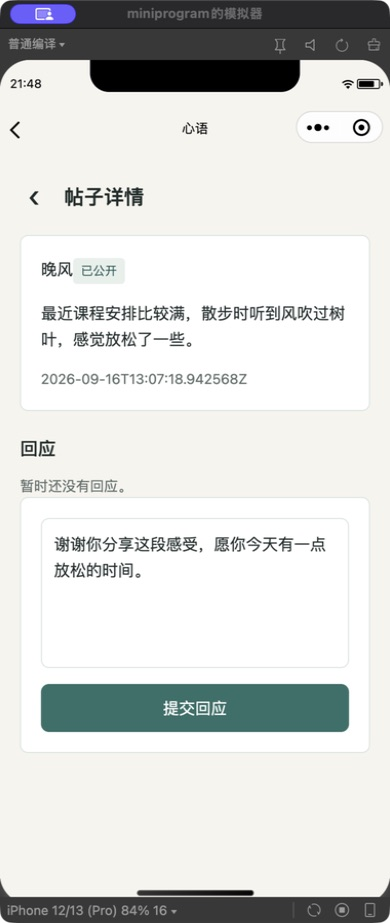 miniprogram的模拟器
普通编译
21:48
心语
帖子详情
晚风 已公开
最近课程安排比较满，散步时听到风吹过树
叶，感觉放松了一些。
2026-09-16T13:07:18.942568Z
回应
暂时还没有回应。
谢谢你分享这段感受，愿你今天有一点
放松的时间。
提交回应
iPhone 12/13 (Pro) 84% 16